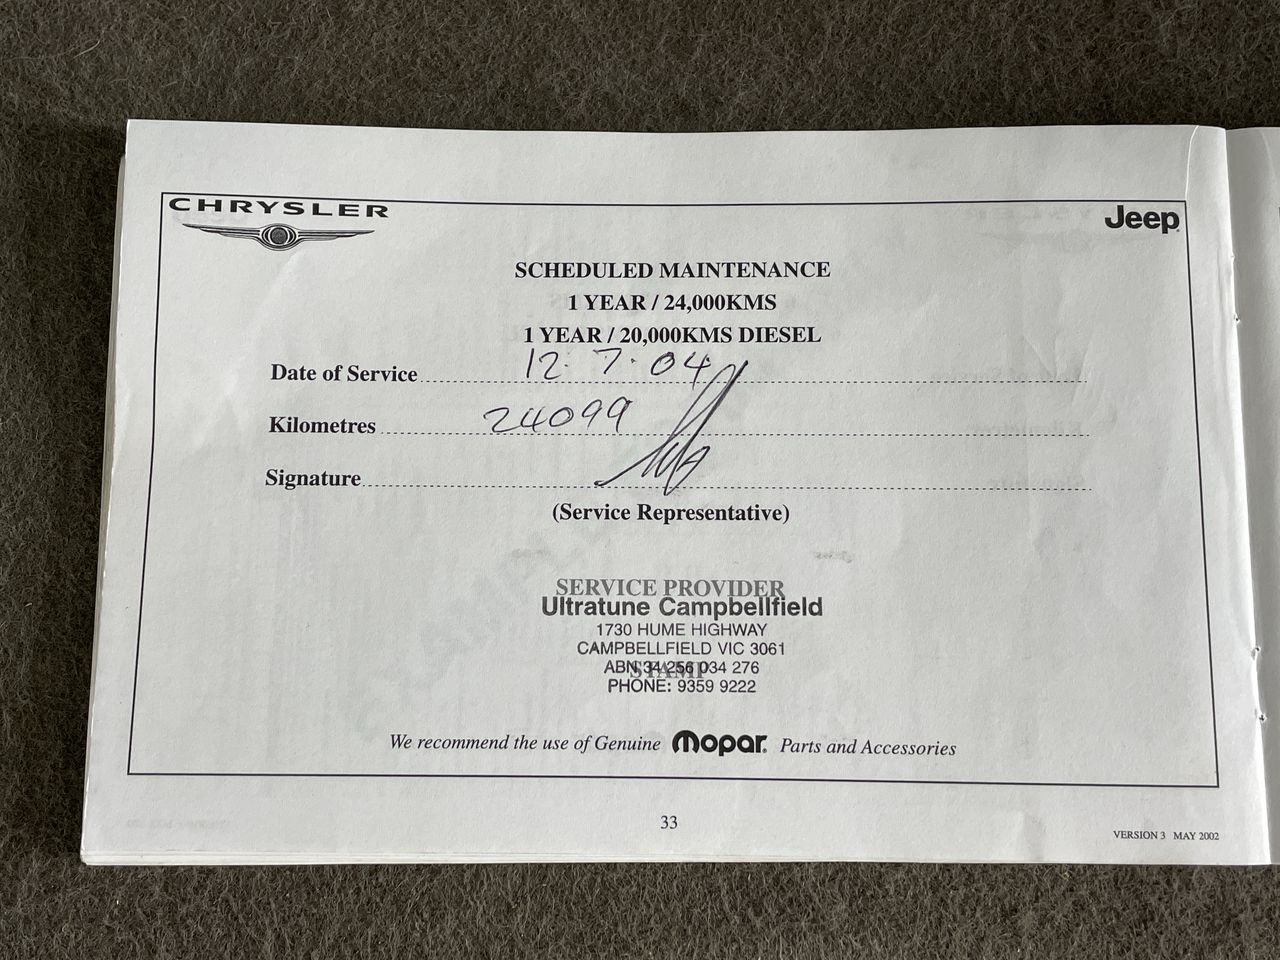 CHRYSLER
Jeep
SCHEDULED MAINTENANCE
1 YEAR / 24,000KMS
1 YEAR / 20,000KMS DIESEL
Date of Service 12.7.04
Kilometres 24099
Signature
(Service Representative)
SERVICE PROVIDER
Ultratune Campbellfield
1730 HUME HIGHWAY
CAMPBELLFIELD VIC 3061
ABN 34 256 034 276
STAMP
PHONE: 9359 9222
We recommend the use of Genuine Mopar. Parts and Accessories
33
VERSION 3 MAY 2002